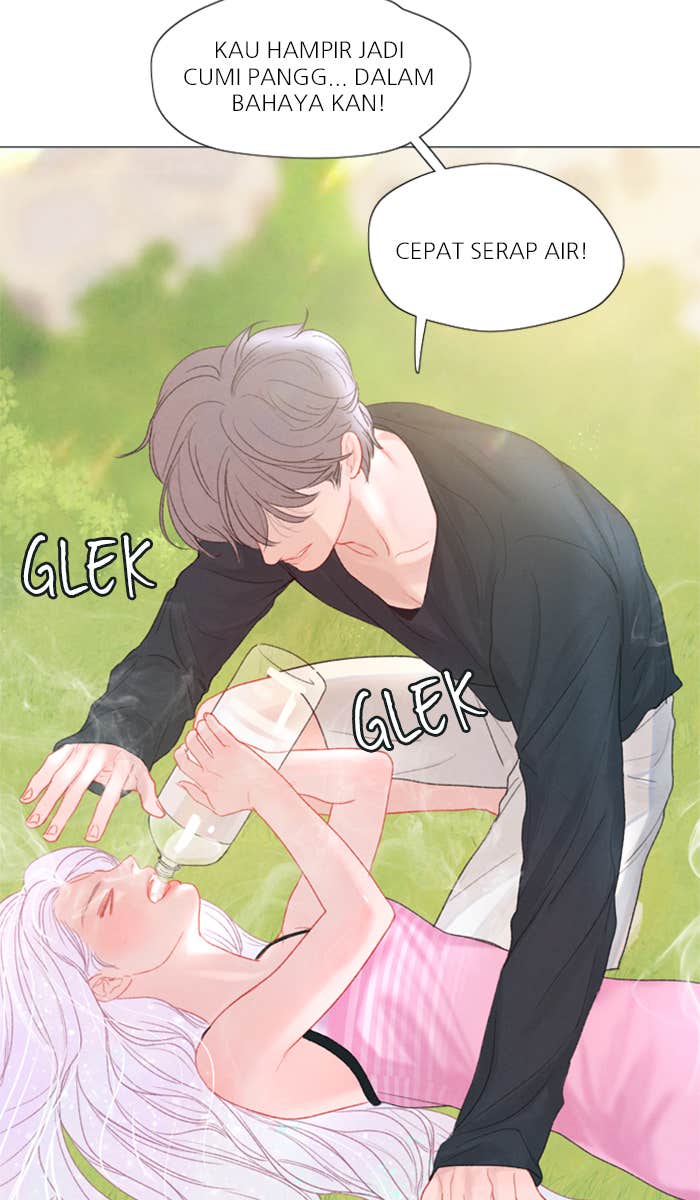 KAU HAMPIR JADI
CUMI PANGG... DALAM
BAHAYA KAN!
CEPAT SERAP AIR!
GLEK
GLEK